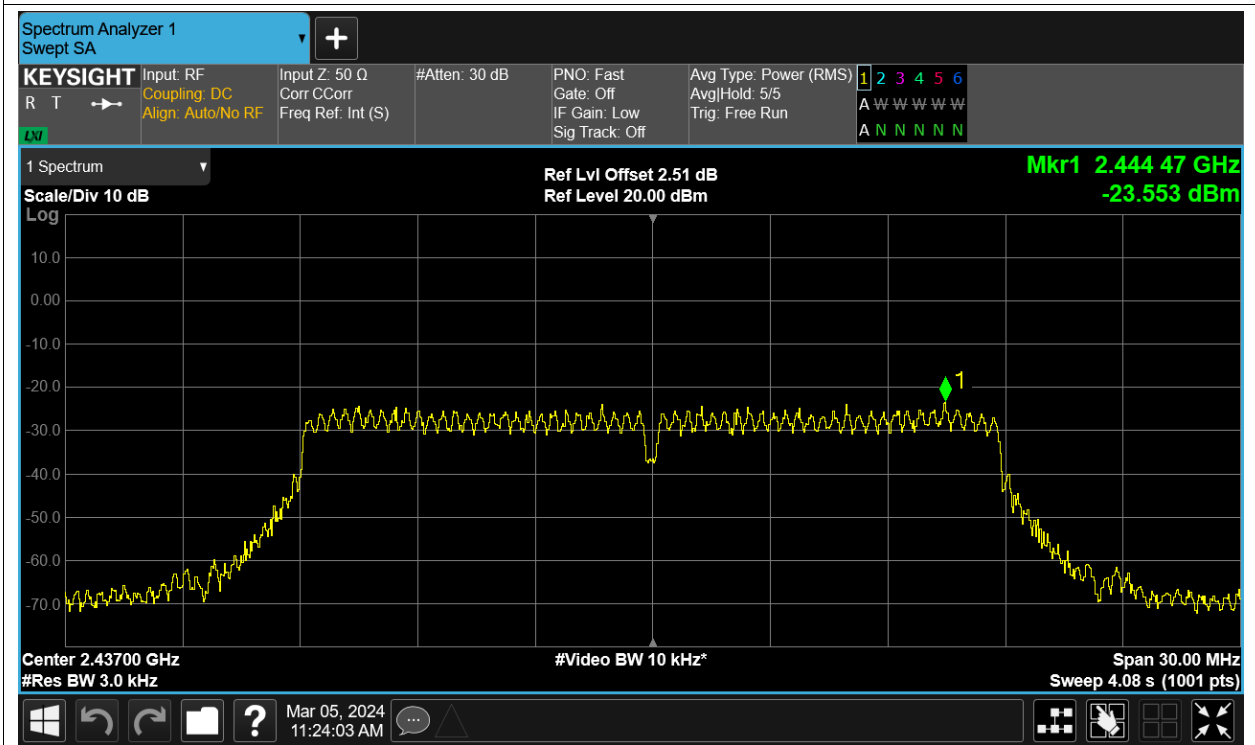 Spectrum Analyzer 1
Swept SA
KEYSIGHT
R T
LXI
Input: RF
Coupling: DC
Align: Auto/No RF
Input Z: 50 Ω
Corr CCorr
Freq Ref: Int (S)
#Atten: 30 dB
PNO: Fast
Gate: Off
IF Gain: Low
Sig Track: Off
Avg Type: Power (RMS)
Avg|Hold: 5/5
Trig: Free Run
1 2 3 4 5 6
A W W W W W
A N N N N N
1 Spectrum
Scale/Div 10 dB
Log
Ref Lvl Offset 2.51 dB
Ref Level 20.00 dBm
Mkr1 2.444 47 GHz
-23.553 dBm
10.0
0.00
-10.0
-20.0
-30.0
-40.0
-50.0
-60.0
-70.0
1
Center 2.43700 GHz
#Res BW 3.0 kHz
#Video BW 10 kHz*
Span 30.00 MHz
Sweep 4.08 s (1001 pts)
?
Mar 05, 2024
11:24:03 AM